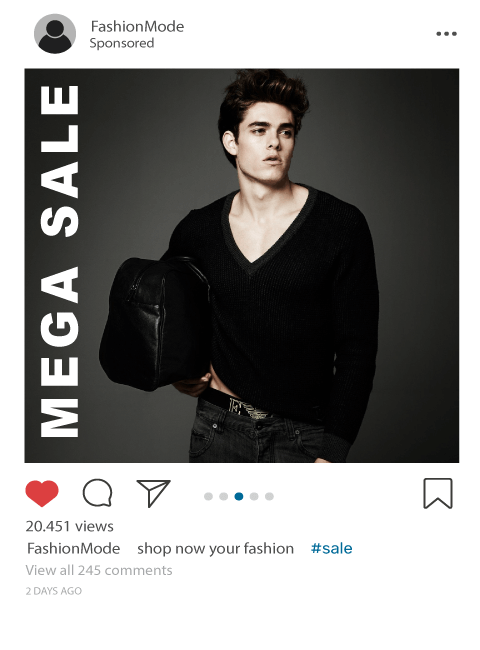 FashionMode
Sponsored
MEGA SALE
20.451 views
FashionMode shop now your fashion #sale
View all 245 comments
2 DAYS AGO